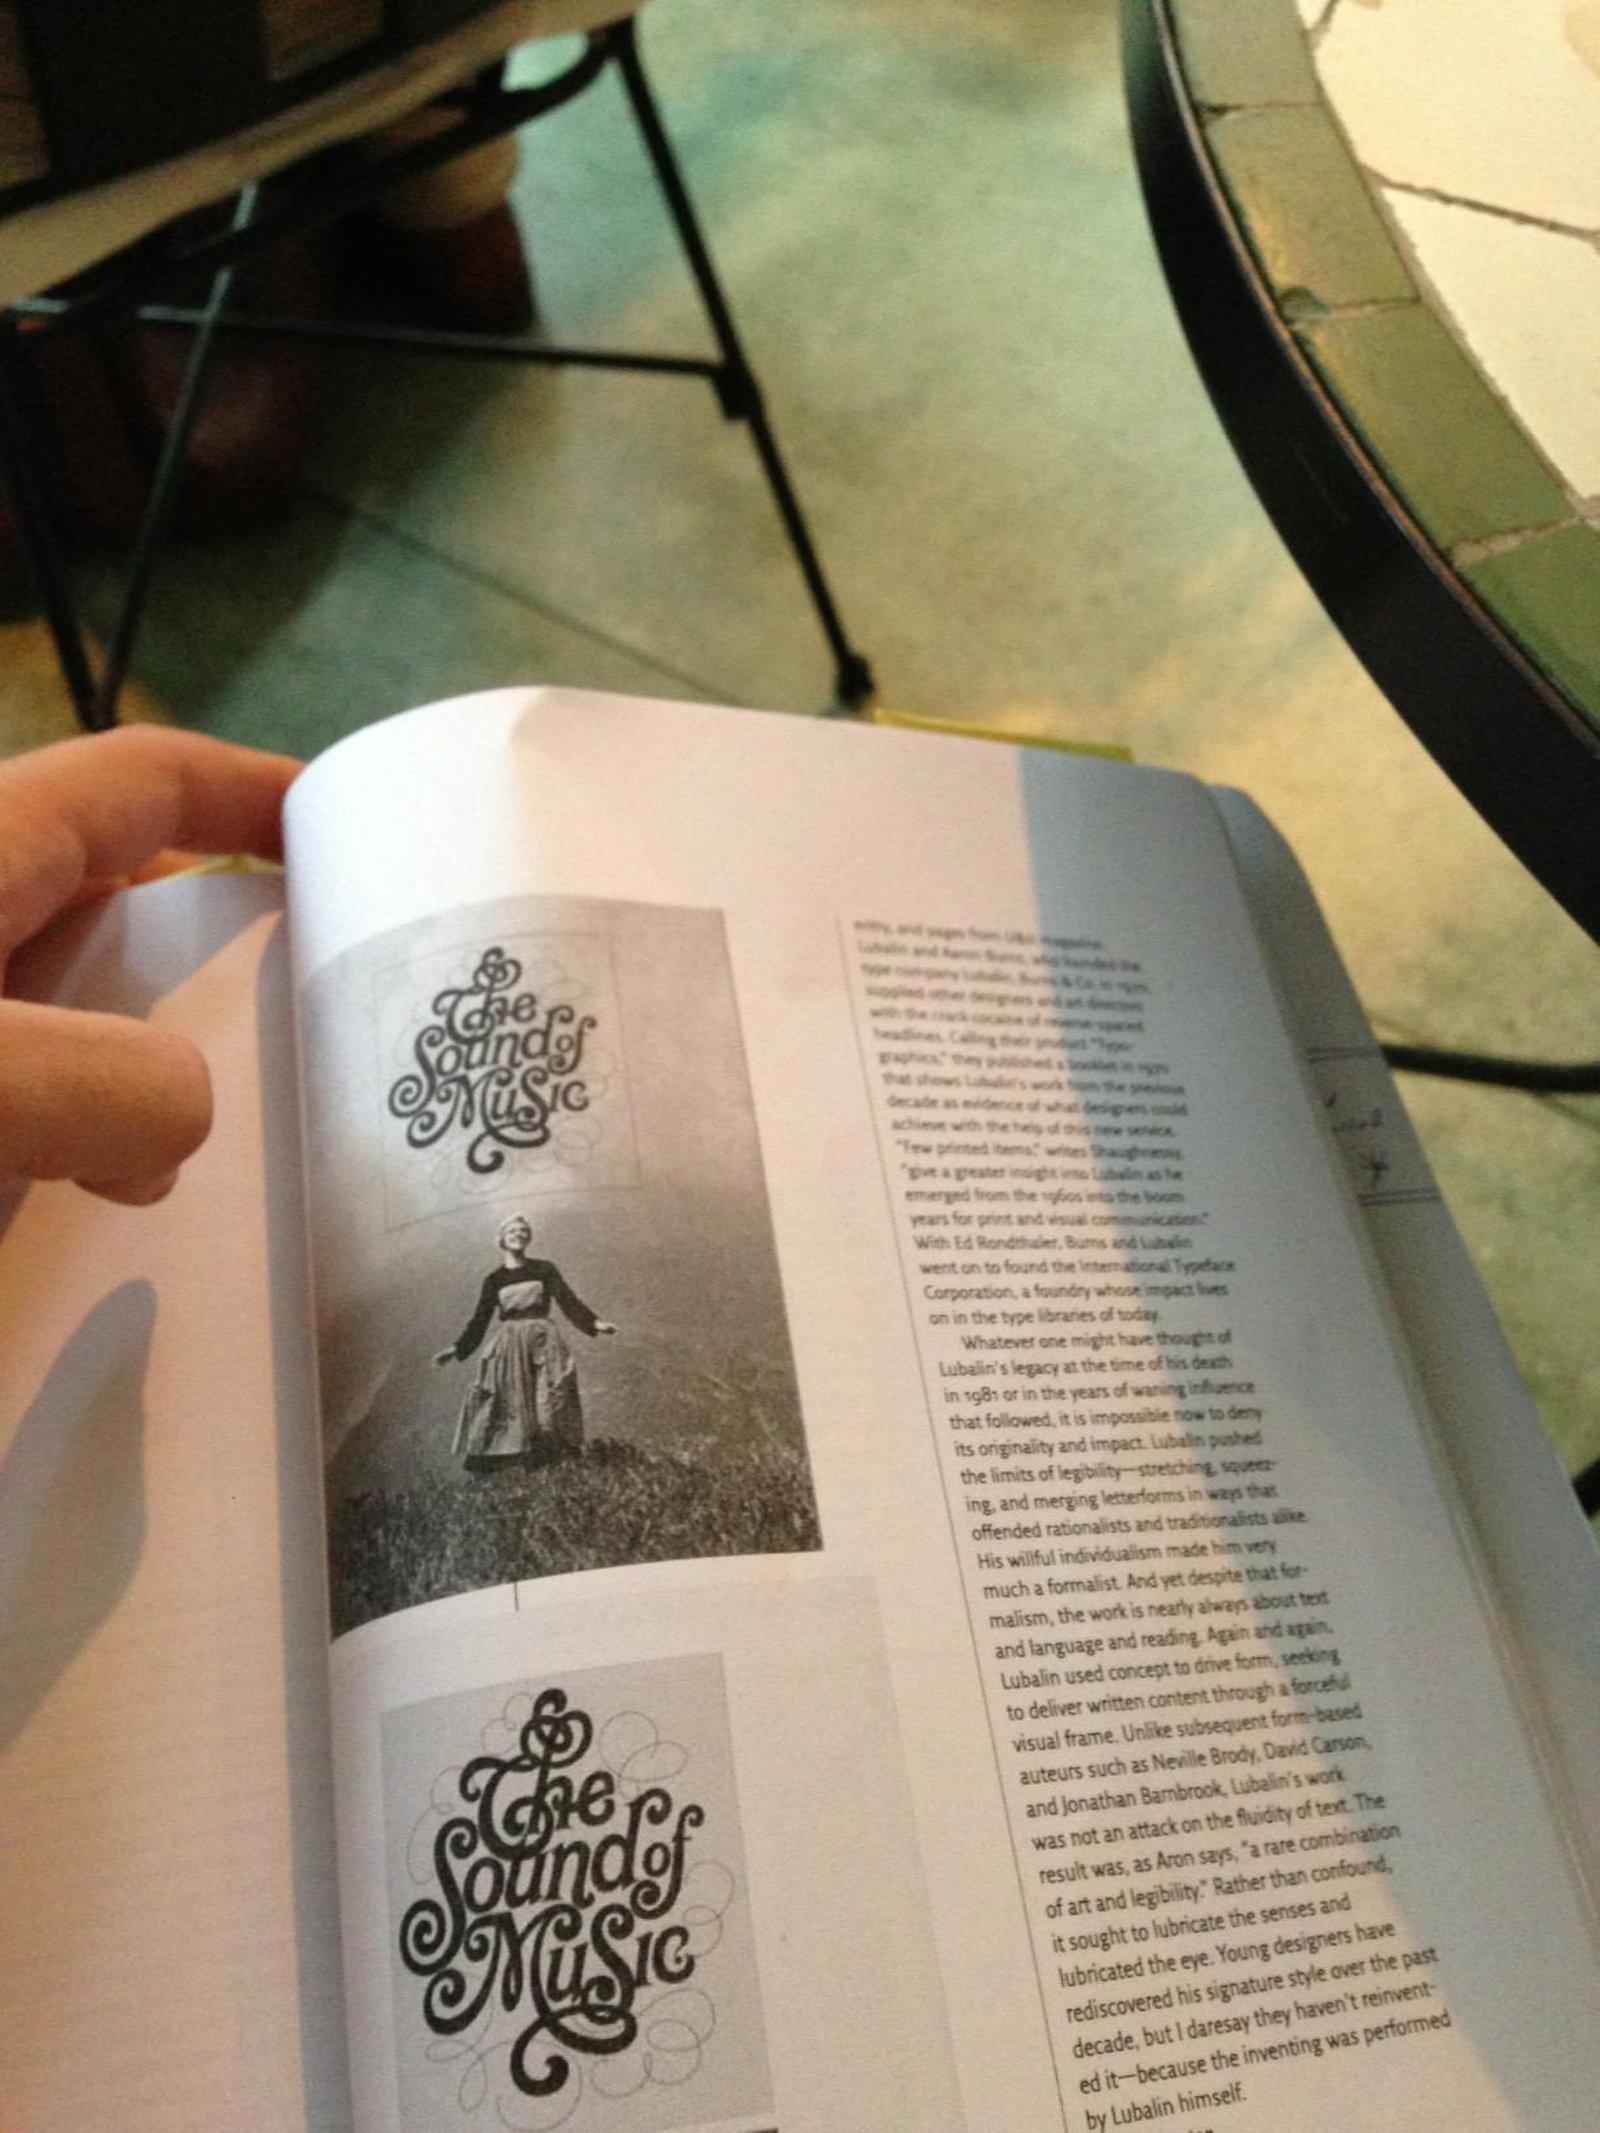 The
Sound of
Music
The
Sound of
Music
entry, and pages from U&lc magazine.
Lubalin and Aaron Burns, who founded the
type company Lubalin, Burns & Co. in 1970,
supplied other designers and art directors
with the crack cocaine of reverse-spaced
headlines. Calling their product "Typo-
graphics," they published a booklet in 1970
that shows Lubalin's work from the previous
decade as evidence of what designers could
achieve with the help of this new service.
"Few printed items," writes Shaughnessy,
"give a greater insight into Lubalin as he
emerged from the 1960s into the boom
years for print and visual communication."
With Ed Rondthaler, Burns and Lubalin
went on to found the International Typeface
Corporation, a foundry whose impact lives
on in the type libraries of today.
Whatever one might have thought of
Lubalin's legacy at the time of his death
in 1981 or in the years of waning influence
that followed, it is impossible now to deny
its originality and impact. Lubalin pushed
the limits of legibility—stretching, squeez-
ing, and merging letterforms in ways that
offended rationalists and traditionalists alike.
His willful individualism made him very
much a formalist. And yet despite that for-
malism, the work is nearly always about text
and language and reading. Again and again,
Lubalin used concept to drive form, seeking
to deliver written content through a forceful
visual frame. Unlike subsequent form-based
auteurs such as Neville Brody, David Carson,
and Jonathan Barnbrook, Lubalin's work
was not an attack on the fluidity of text. The
result was, as Aron says, "a rare combination
of art and legibility." Rather than confound,
it sought to lubricate the senses and
lubricated the eye. Young designers have
rediscovered his signature style over the past
decade, but I daresay they haven't reinvent-
ed it—because the inventing was performed
by Lubalin himself.